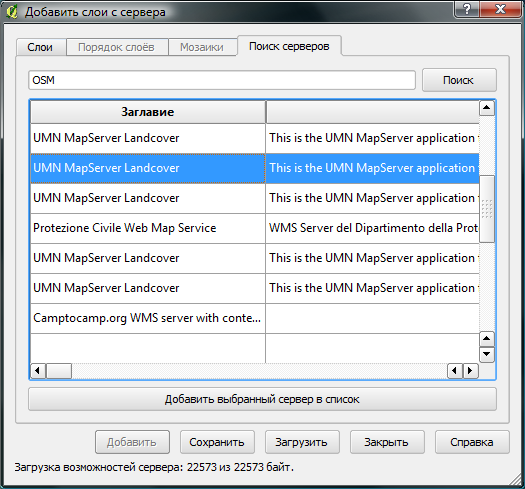 Добавить слои с сервера
Слои Порядок слоёв Мозаики Поиск серверов
OSM Поиск
Заглавие
UMN MapServer Landcover This is the UMN MapServer application
UMN MapServer Landcover This is the UMN MapServer application
UMN MapServer Landcover This is the UMN MapServer application
Protezione Civile Web Map Service WMS Server del Dipartimento della Prot
UMN MapServer Landcover This is the UMN MapServer application
UMN MapServer Landcover This is the UMN MapServer application
Camptocamp.org WMS server with conte...
Добавить выбранный сервер в список
Добавить Сохранить Загрузить Закрыть Справка
Загрузка возможностей сервера: 22573 из 22573 байт.